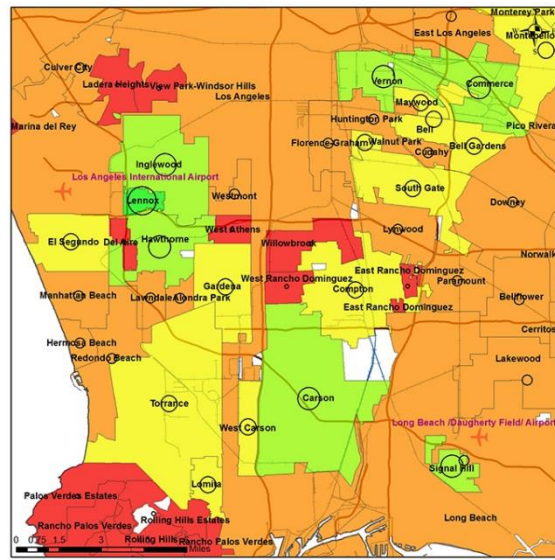 Monterey Park
East Los Angeles
Montebello
Culver City
Ladera Heights
View Park-Windsor Hills
Los Angeles
Vernon
Commerce
Maywood
Marina del Rey
Huntington Park
Bell
Pico Rivera
Florence-Graham
Walnut Park
Cudahy
Bell Gardens
Inglewood
Los Angeles International Airport
South Gate
Lennox
Westmont
Downey
West Athens
Lynwood
El Segundo
Del Aire
Hawthorne
Willowbrook
Norwalk
West Rancho Dominguez
East Rancho Dominguez
Paramount
Gardena
Compton
Manhattan Beach
Lawndale
Alondra Park
East Rancho Dominguez
Bellflower
Cerritos
Hermosa Beach
Redondo Beach
Lakewood
Torrance
Carson
West Carson
Long Beach /Daugherty Field/ Airport
Signal Hill
Lomita
Palos Verdes Estates
Rolling Hills Estates
Rancho Palos Verdes
Long Beach
Rolling Hills
Rancho Palos Verdes
0 0.75 1.5 3
Miles